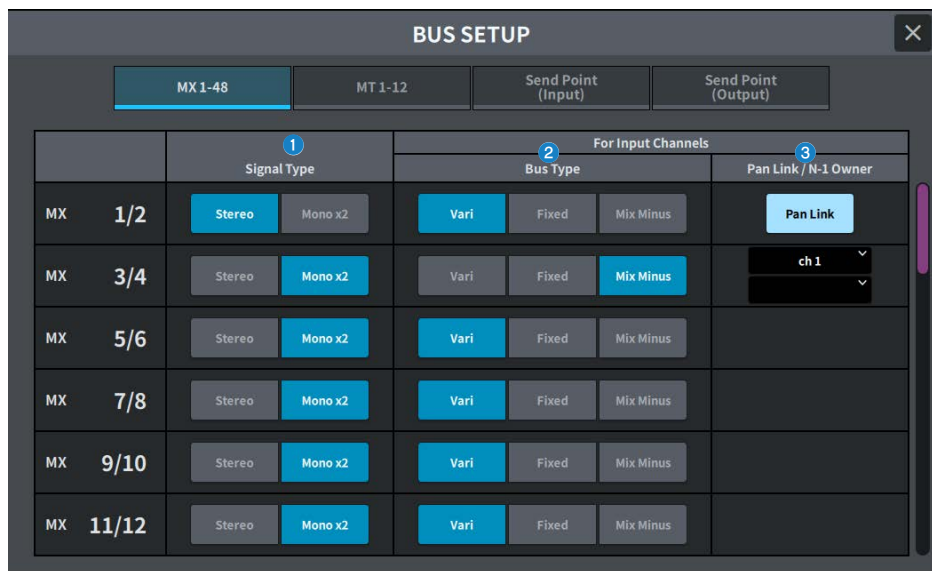 BUS SETUP
MX 1-48
MT 1-12
Send Point
(Input)
Send Point
(Output)
1
Signal Type
For Input Channels
2
Bus Type
3
Pan Link / N-1 Owner
MX 1/2 Stereo Mono x2 Vari Fixed Mix Minus Pan Link
MX 3/4 Stereo Mono x2 Vari Fixed Mix Minus ch 1
MX 5/6 Stereo Mono x2 Vari Fixed Mix Minus
MX 7/8 Stereo Mono x2 Vari Fixed Mix Minus
MX 9/10 Stereo Mono x2 Vari Fixed Mix Minus
MX 11/12 Stereo Mono x2 Vari Fixed Mix Minus